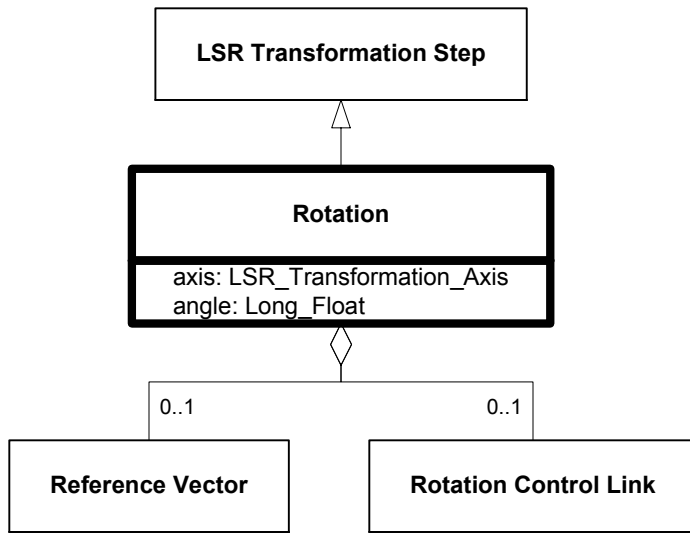 LSR Transformation Step
Rotation
axis: LSR_Transformation_Axis
angle: Long_Float
0..1
0..1
Reference Vector
Rotation Control Link